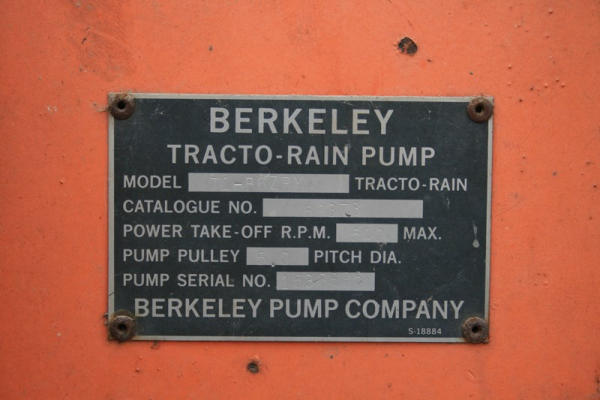 BERKELEY
TRACTO-RAIN PUMP
MODEL TRACTO-RAIN
CATALOGUE NO.
POWER TAKE-OFF R.P.M. MAX.
PUMP PULLEY PITCH DIA.
PUMP SERIAL NO.
BERKELEY PUMP COMPANY
S-18884